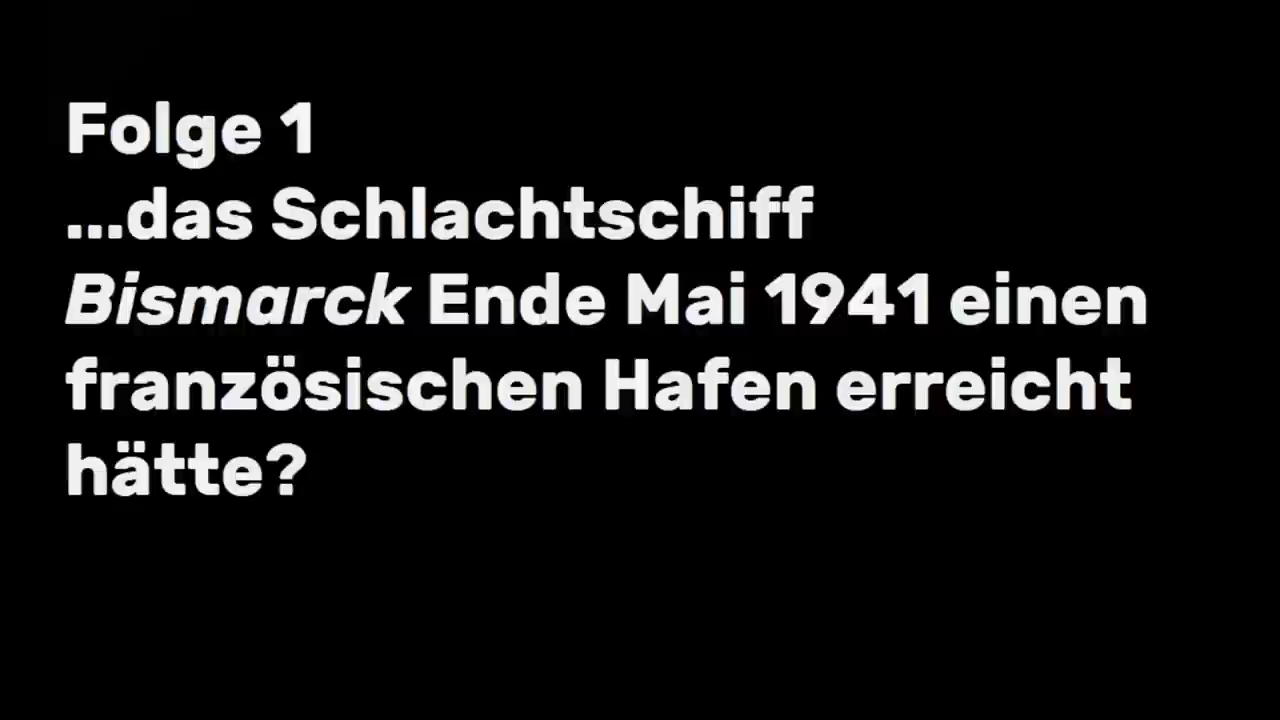 Folge 1
...das Schlachtschiff
Bismarck Ende Mai 1941 einen
französischen Hafen erreicht
hätte?